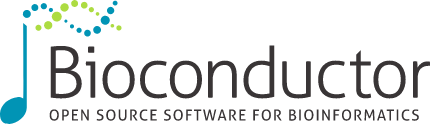 Bioconductor
OPEN SOURCE SOFTWARE FOR BIOINFORMATICS